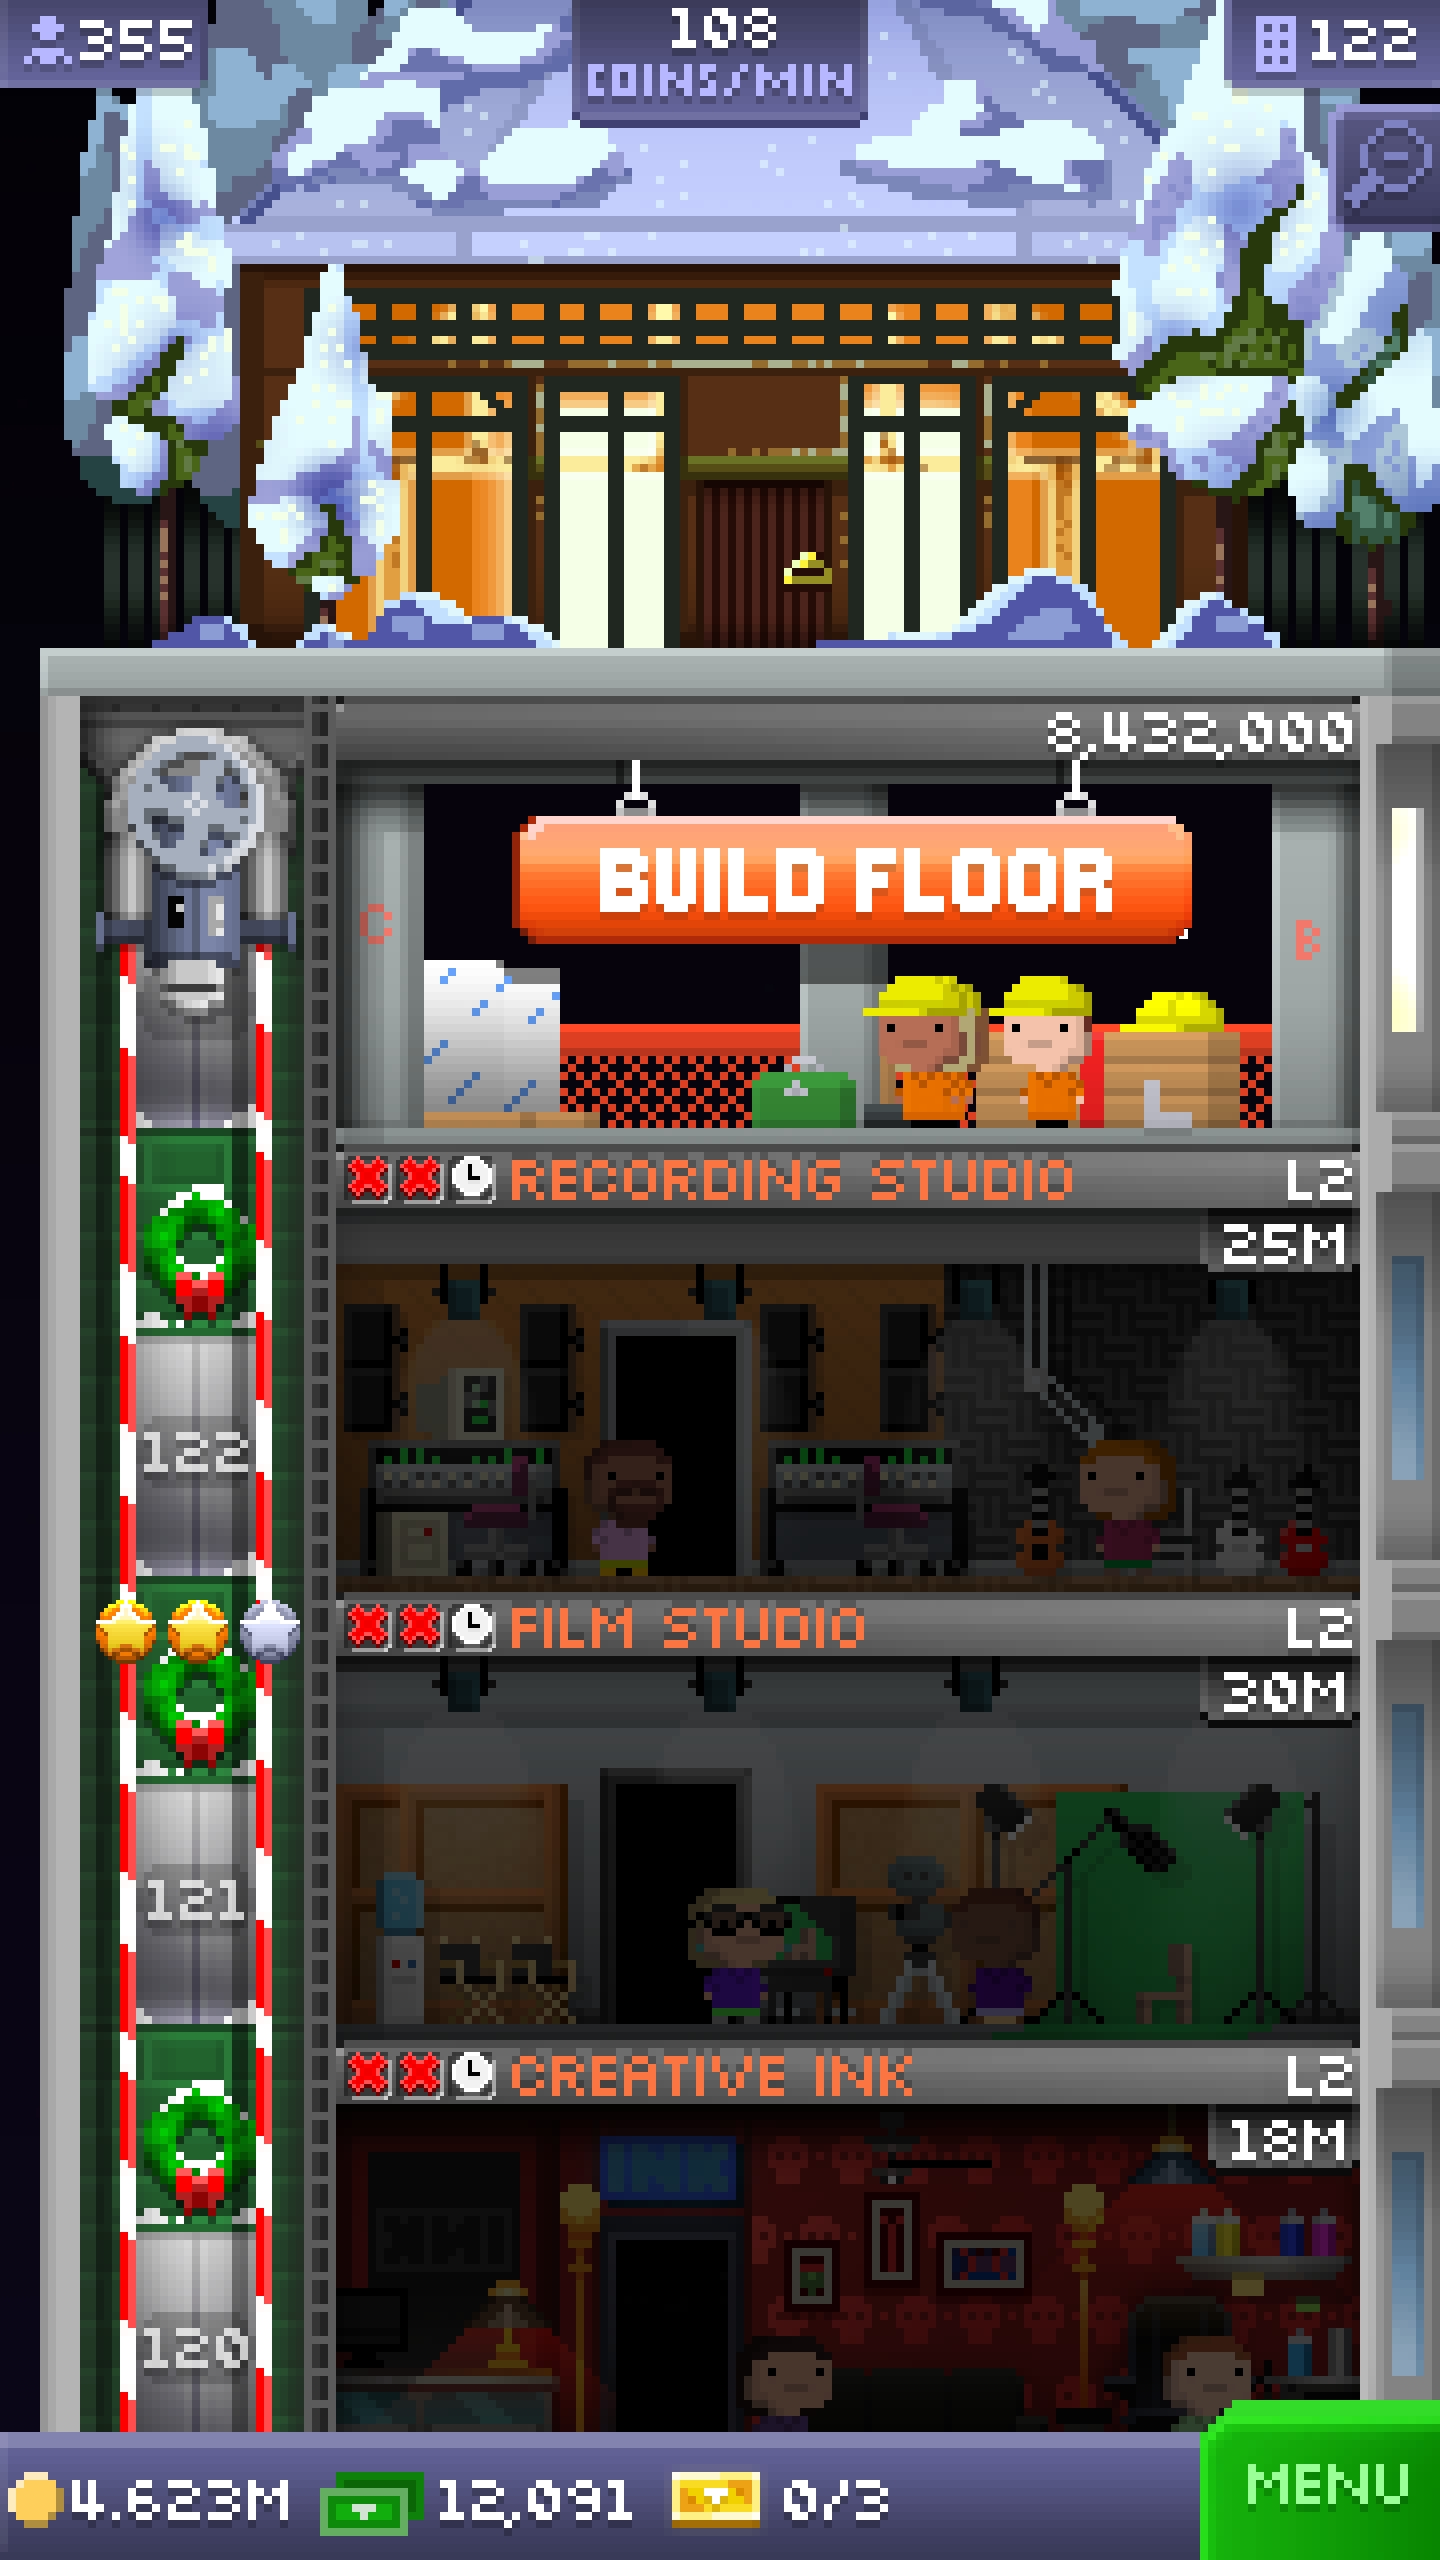 355
108
COINS/MIN
122
8,432,000
BUILD FLOOR
C
B
RECORDING STUDIO
L2
25M
122
FILM STUDIO
L2
30M
121
CREATIVE INK
L2
18M
INK
120
4.623M
12,091
0/3
MENU